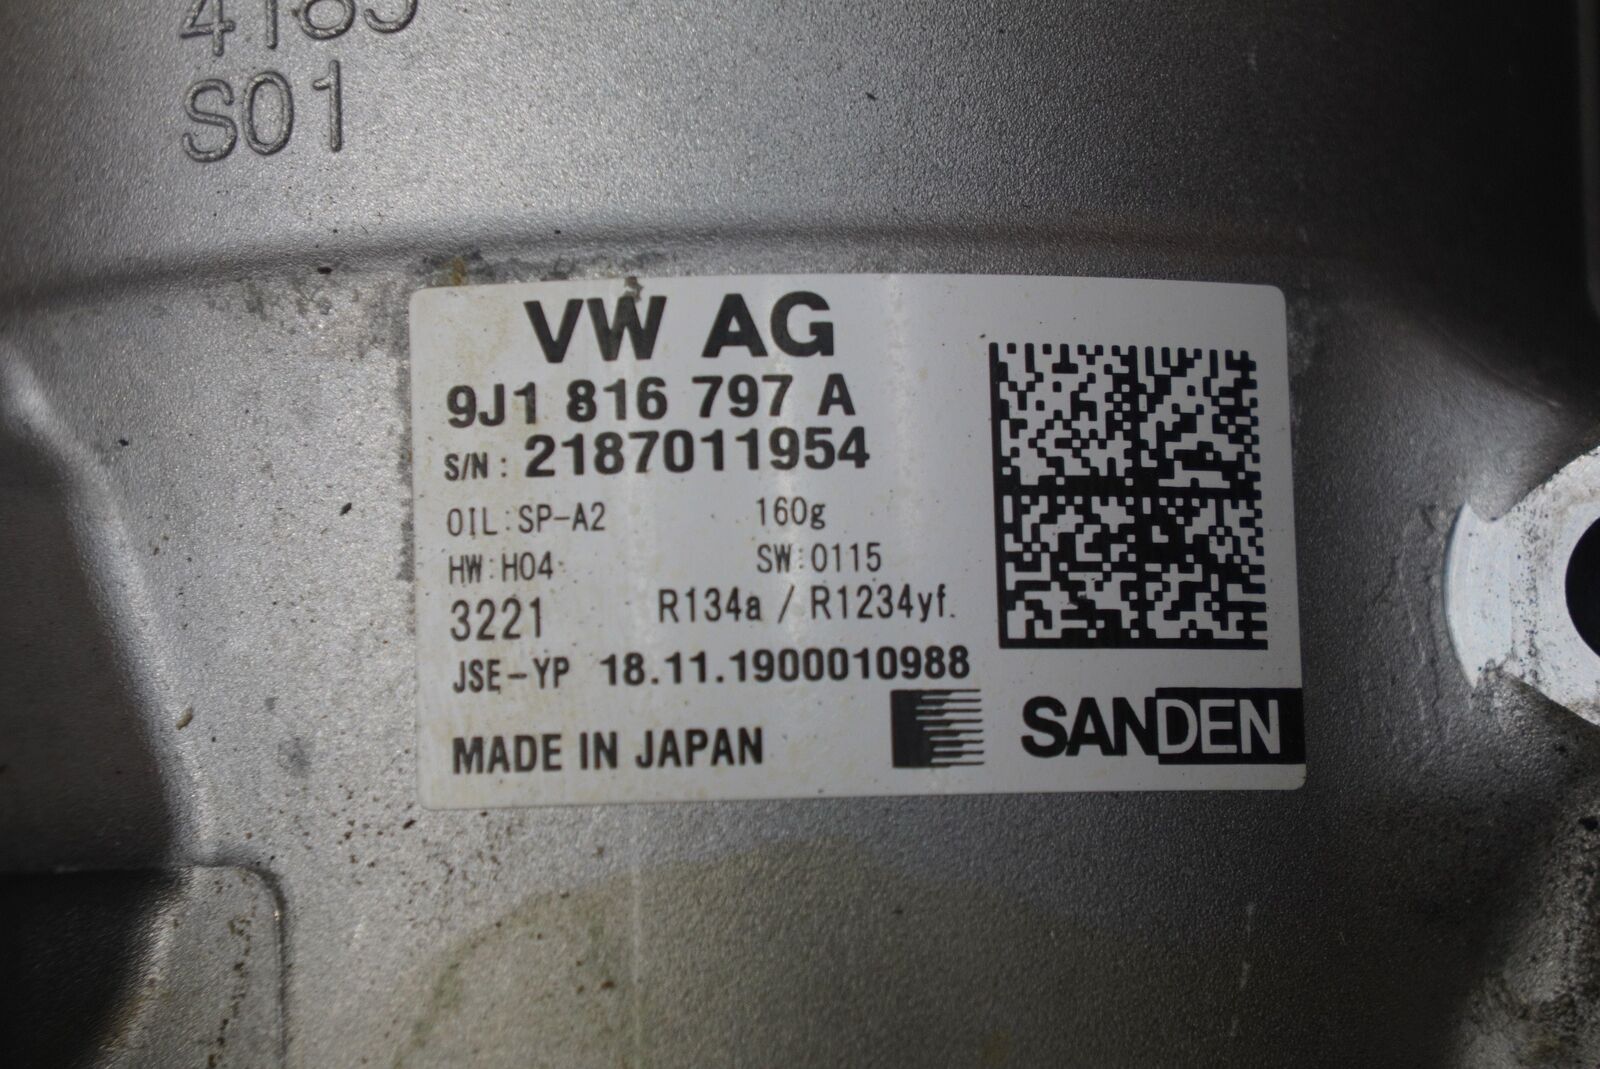 S01
VW AG
9J1 816 797 A
S/N : 2187011954
OIL:SP-A2 160g
HW:H04 SW:0115
3221 R134a / R1234yf.
JSE-YP 18.11.1900010988
MADE IN JAPAN SANDEN